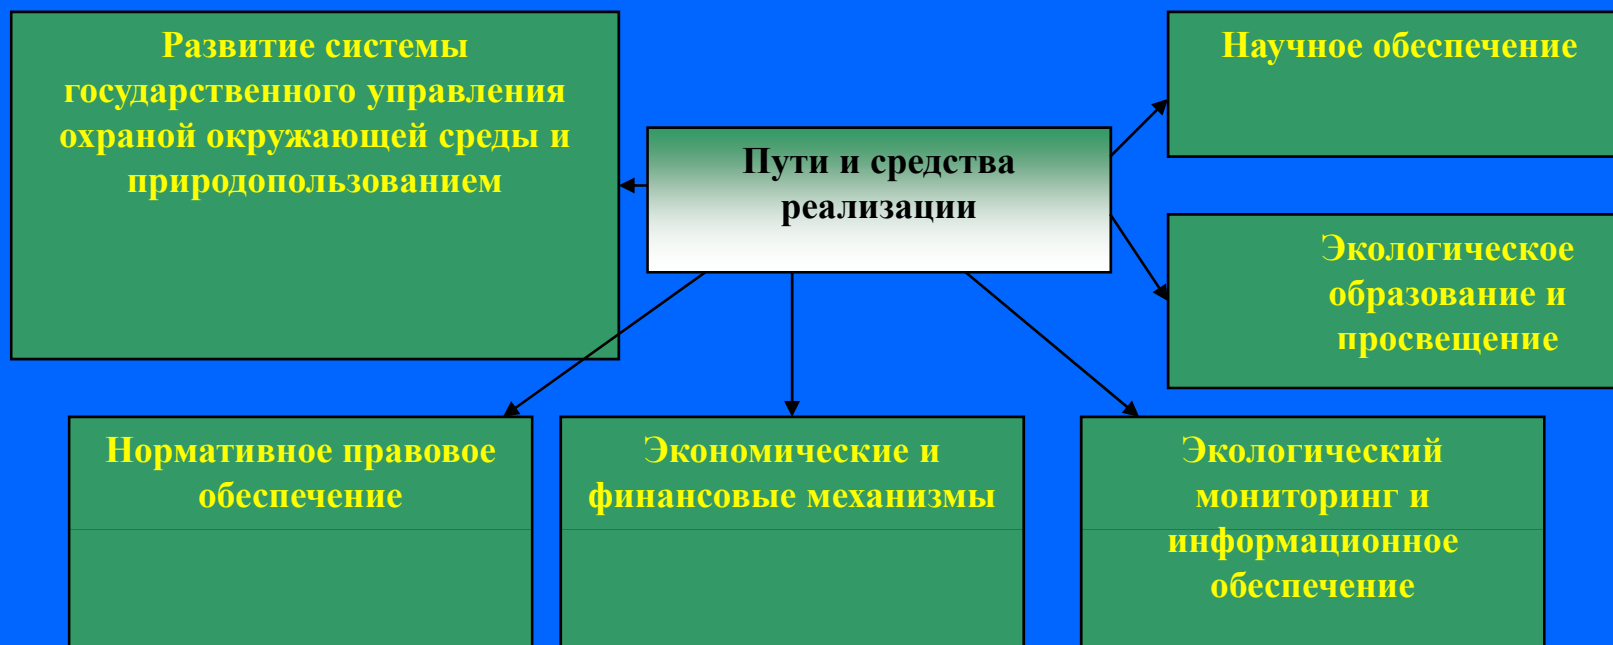 Развитие системы
государственного управления
охраной окружающей среды и
природопользованием
Пути и средства
реализации
Научное обеспечение
Экологическое
образование и
просвещение
Нормативное правовое
обеспечение
Экономические и
финансовые механизмы
Экологический
мониторинг и
информационное
обеспечение